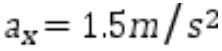 aₓ = 1.5m/s²